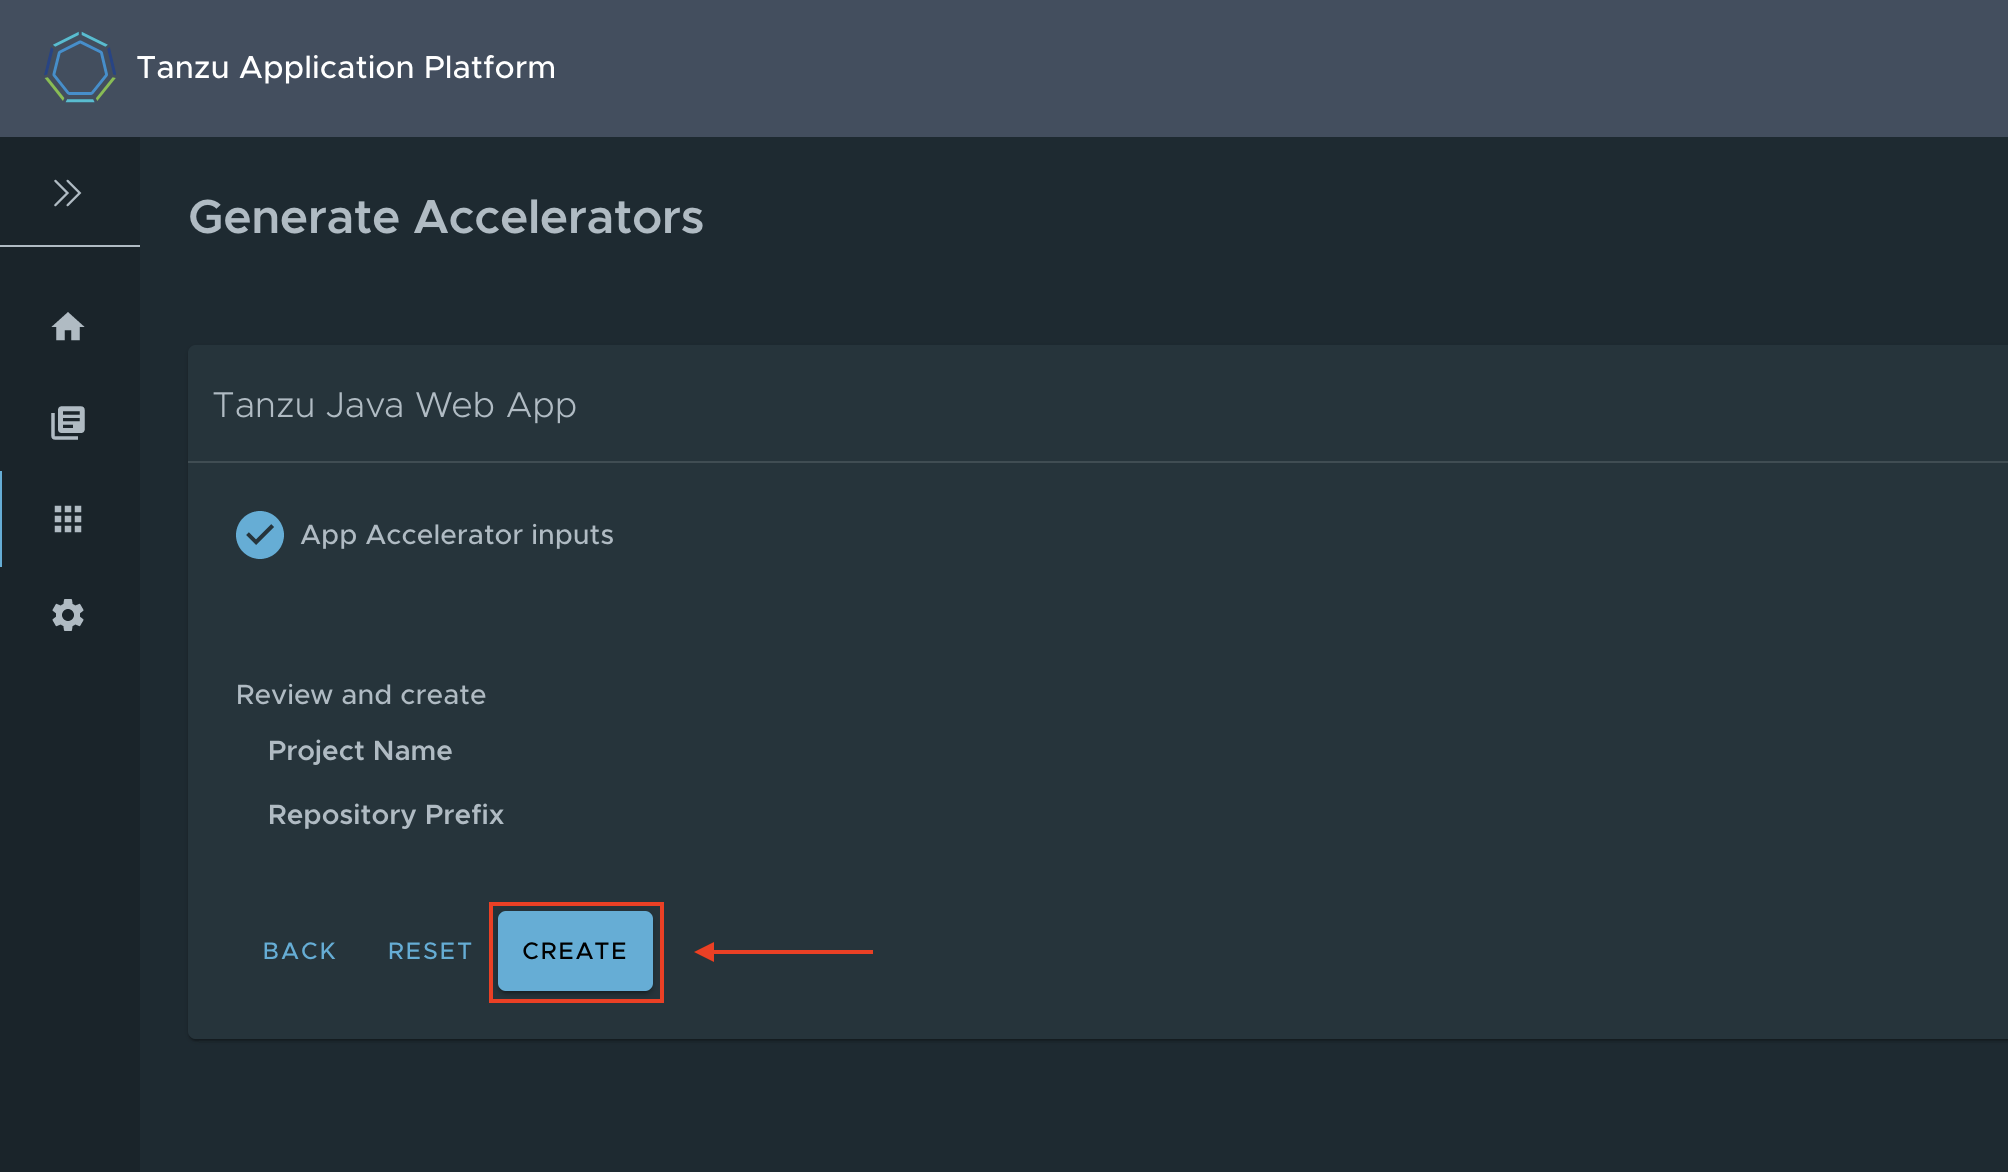 Tanzu Application Platform
Generate Accelerators
Tanzu Java Web App
App Accelerator inputs
Review and create
Project Name
Repository Prefix
BACK RESET CREATE